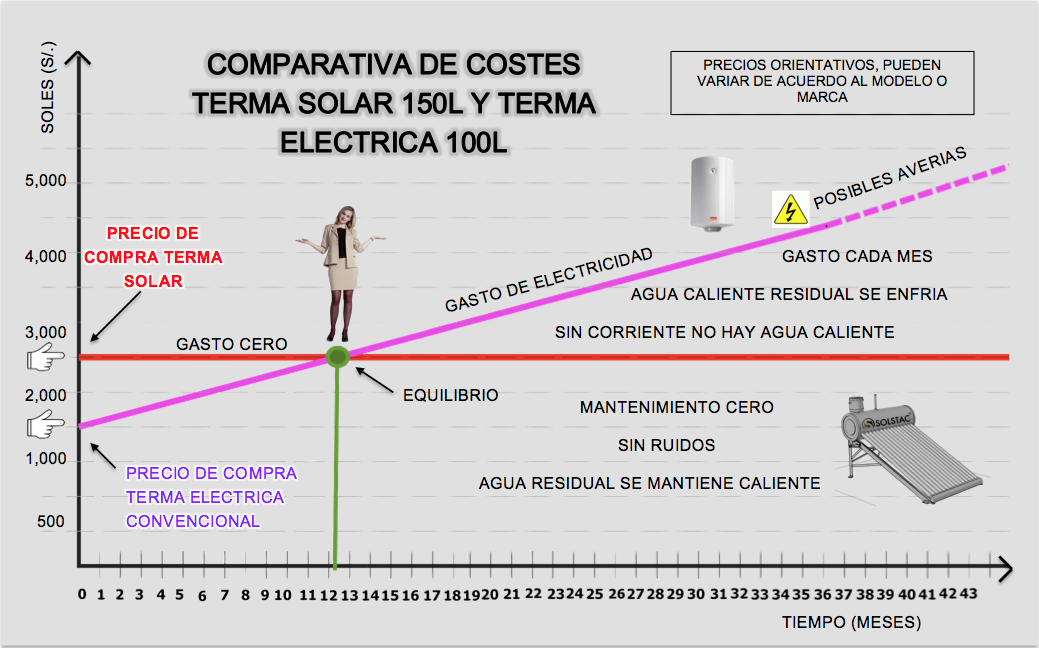 COMPARATIVA DE COSTES
TERMA SOLAR 150L Y TERMA
ELECTRICA 100L
PRECIOS ORIENTATIVOS, PUEDEN
VARIAR DE ACUERDO AL MODELO O
MARCA
SOLES (S/.)
5,000
4,000
3,000
2,000
1,000
500
PRECIO DE
COMPRA TERMA
SOLAR
GASTO CERO
GASTO DE ELECTRICIDAD
POSIBLES AVERIAS
GASTO CADA MES
AGUA CALIENTE RESIDUAL SE ENFRIA
SIN CORRIENTE NO HAY AGUA CALIENTE
EQUILIBRIO
MANTENIMIENTO CERO
SIN RUIDOS
AGUA RESIDUAL SE MANTIENE CALIENTE
SOLSTAC
PRECIO DE COMPRA
TERMA ELECTRICA
CONVENCIONAL
0 1 2 3 4 5 6 7 8 9 10 11 12 13 14 15 16 17 18 19 20 21 22 23 24 25 26 27 28 29 30 31 32 33 34 35 36 37 38 39 40 41 42 43
TIEMPO (MESES)